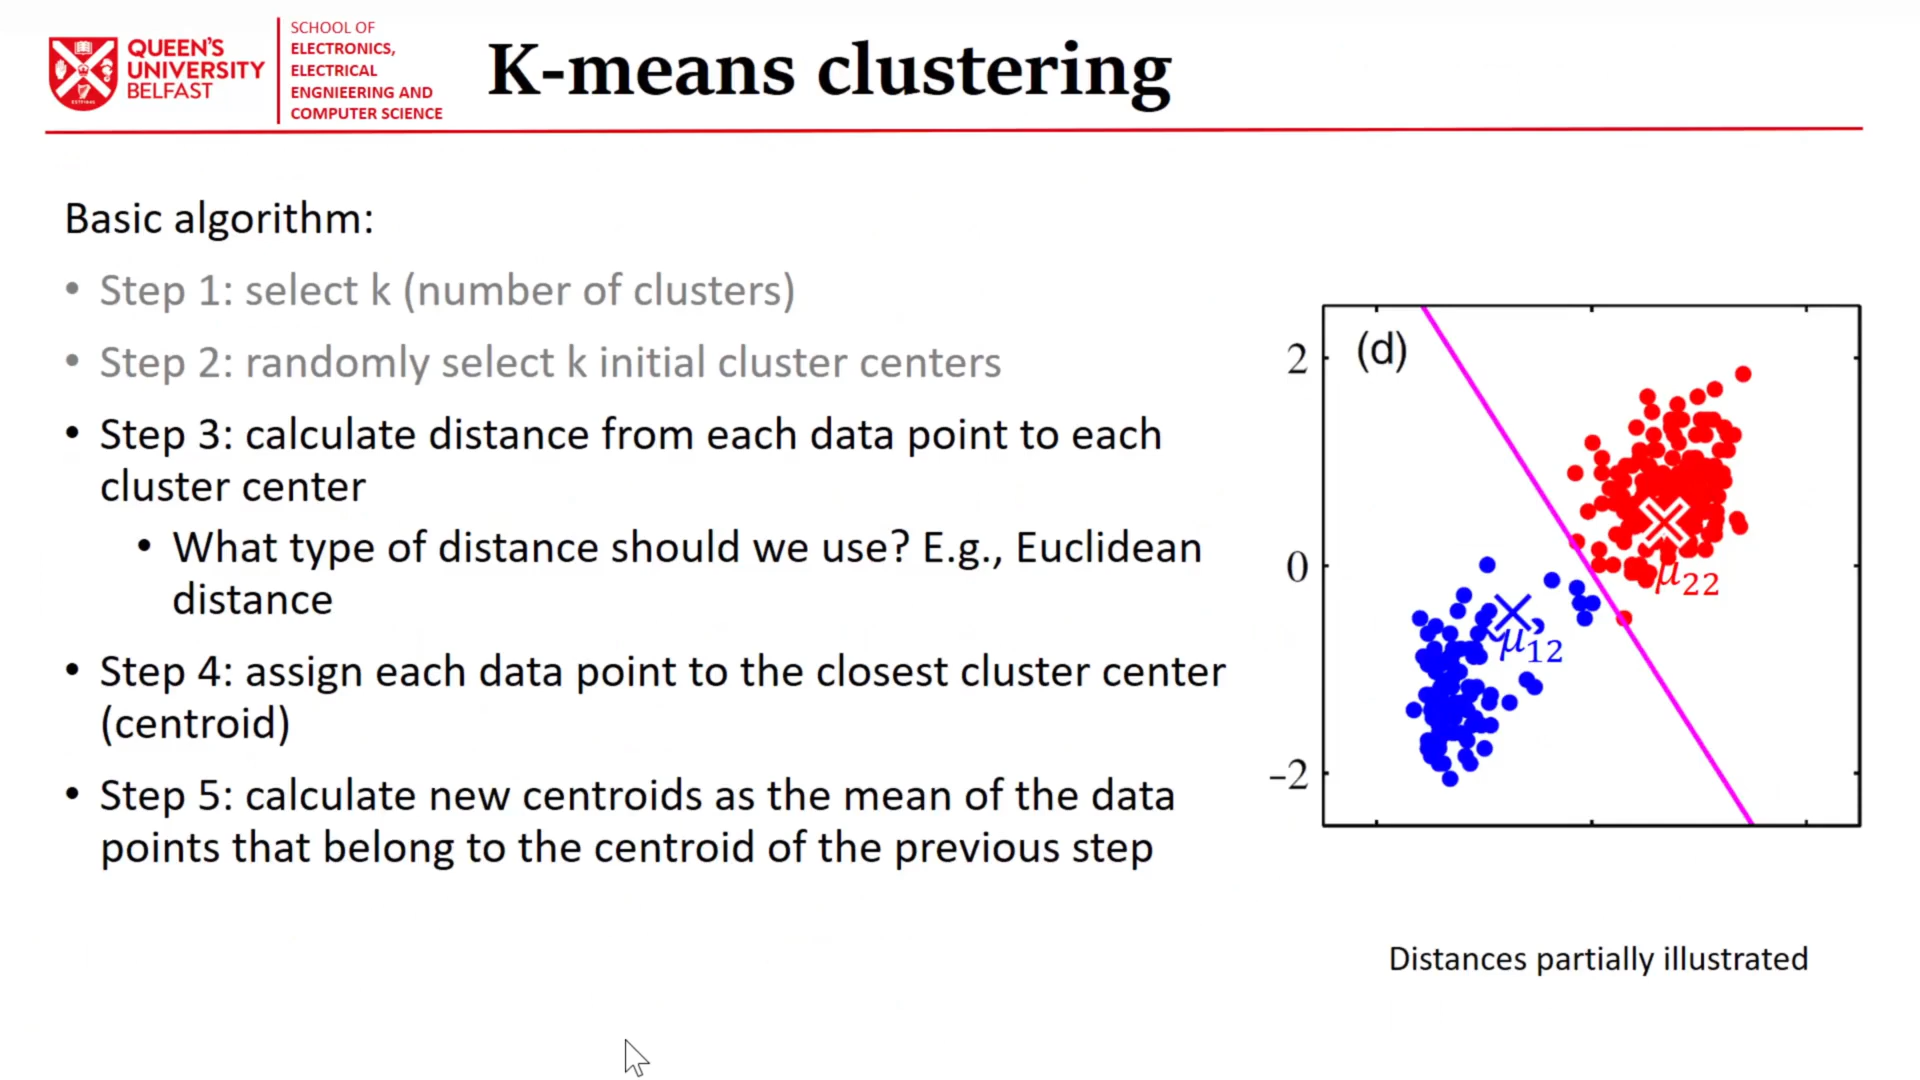 QUEEN'S
UNIVERSITY
BELFAST
SCHOOL OF
ELECTRONICS,
ELECTRICAL
ENGNIEERING AND
COMPUTER SCIENCE
K-means clustering
Basic algorithm:
• Step 1: select k (number of clusters)
• Step 2: randomly select k initial cluster centers
• Step 3: calculate distance from each data point to each
cluster center
• What type of distance should we use? E.g., Euclidean
distance
• Step 4: assign each data point to the closest cluster center
(centroid)
• Step 5: calculate new centroids as the mean of the data
points that belong to the centroid of the previous step
(d)
2
0
−2
μ22
μ12
Distances partially illustrated